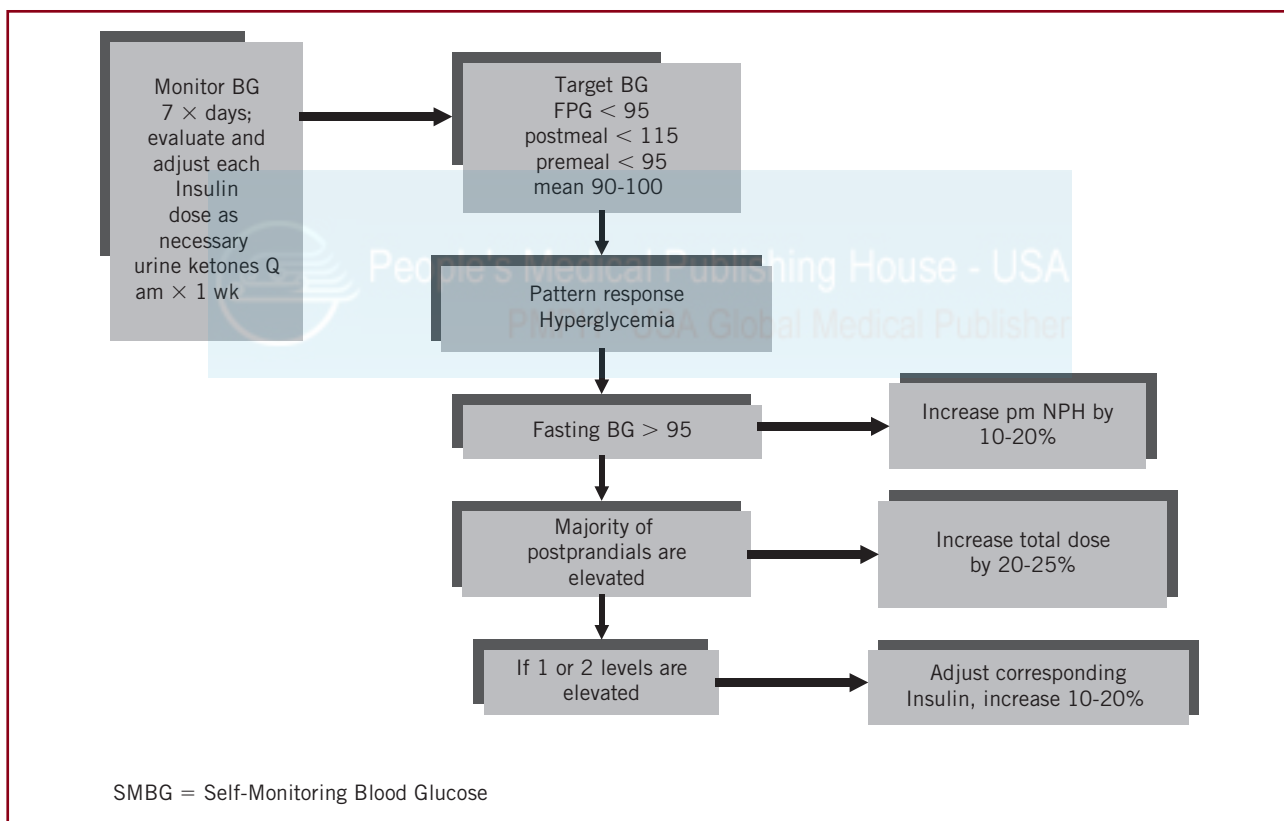 Monitor BG
7 × days;
evaluate and
adjust each
Insulin
dose as
necessary
urine ketones Q
am × 1 wk
Target BG
FPG < 95
postmeal < 115
premeal < 95
mean 90-100
People's Medical Publishing House - USA
PMPH - USA Global Medical Publisher
Pattern response
Hyperglycemia
Fasting BG > 95
Increase pm NPH by
10-20%
Majority of
postprandials are
elevated
Increase total dose
by 20-25%
If 1 or 2 levels are
elevated
Adjust corresponding
Insulin, increase 10-20%
SMBG = Self-Monitoring Blood Glucose